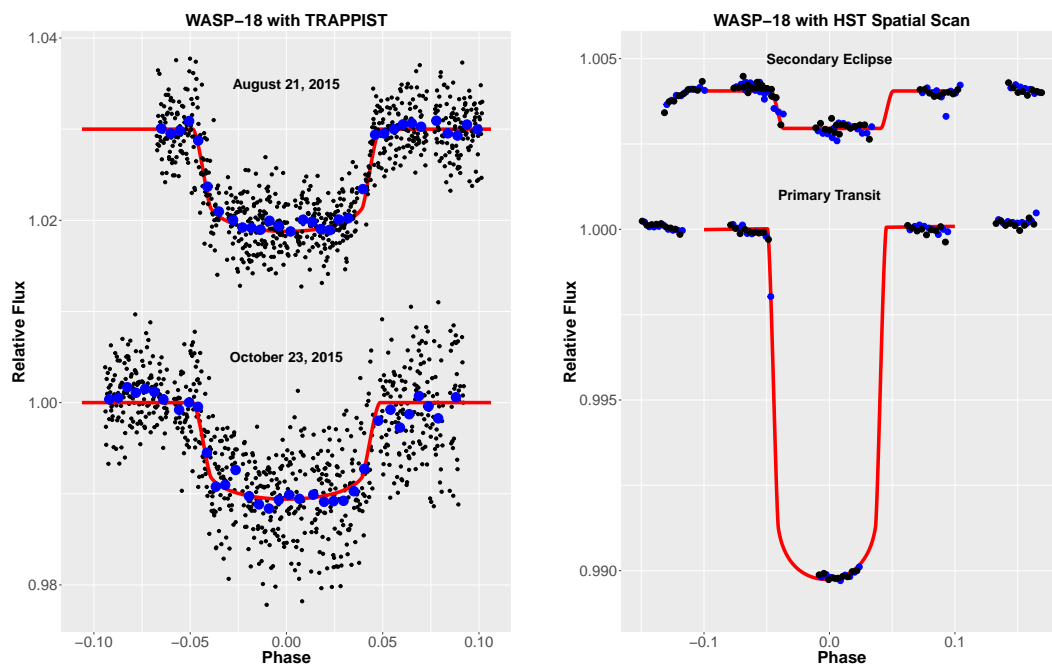 WASP−18 with TRAPPIST
1.04
1.02
1.00
0.98
Relative Flux
August 21, 2015
October 23, 2015
−0.10
−0.05
0.00
0.05
0.10
Phase
WASP−18 with HST Spatial Scan
1.005
1.000
0.995
0.990
Relative Flux
Secondary Eclipse
Primary Transit
−0.1
0.0
0.1
Phase